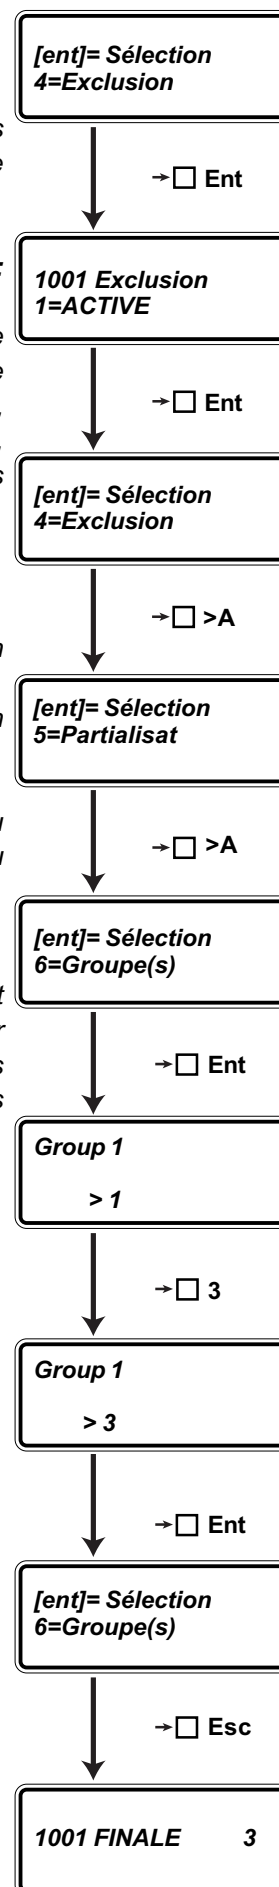 [ent]= Sélection
4=Exclusion
→ Ent
1001 Exclusion
1=ACTIVE
→ Ent
[ent]= Sélection
4=Exclusion
→ >A
[ent]= Sélection
5=Partialisat
→ >A
[ent]= Sélection
6=Groupe(s)
→ Ent
Group 1
> 1
→ 3
Group 1
> 3
→ Ent
[ent]= Sélection
6=Groupe(s)
→ Esc
1001 FINALE 3